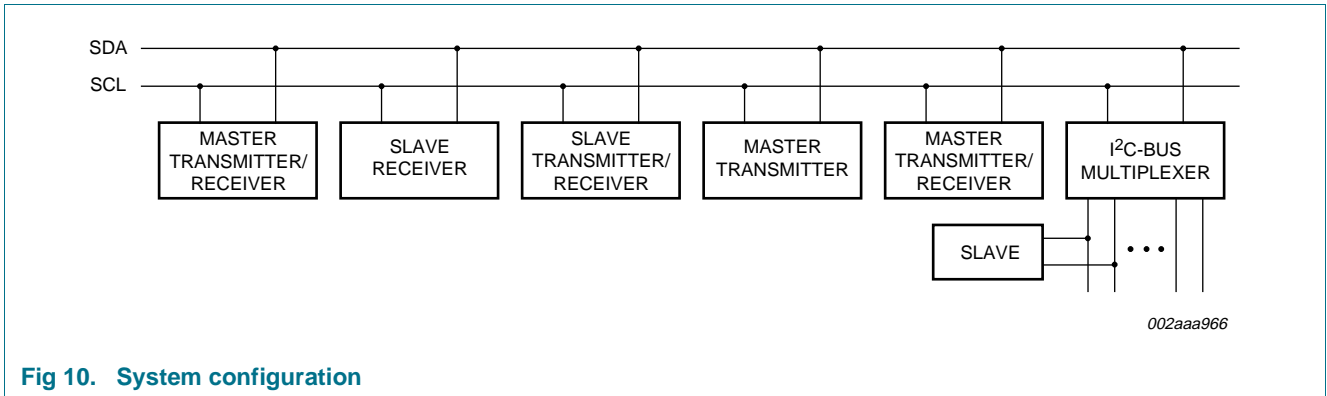 SDA
SCL
MASTER
TRANSMITTER/
RECEIVER
SLAVE
RECEIVER
SLAVE
TRANSMITTER/
RECEIVER
MASTER
TRANSMITTER
MASTER
TRANSMITTER/
RECEIVER
I²C-BUS
MULTIPLEXER
SLAVE
002aaa966
Fig 10. System configuration